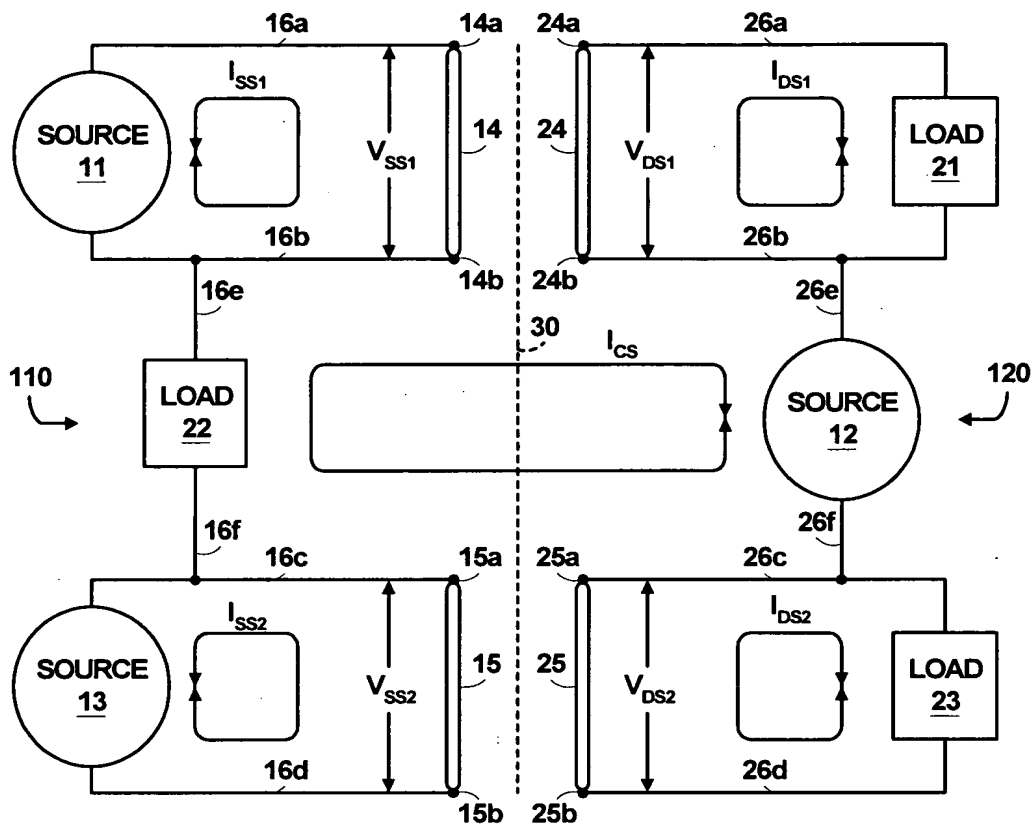 16a 14a 24a 26a
I_SS1 I_DS1
SOURCE 11
V_SS1
14 24
V_DS1
LOAD 21
16b 14b 24b 26b
16e 26e
30 I_CS
110
LOAD 22
SOURCE 12
120
16f 26f
16c 15a 25a 26c
I_SS2 I_DS2
SOURCE 13
V_SS2
15 25
V_DS2
LOAD 23
16d 15b 25b 26d